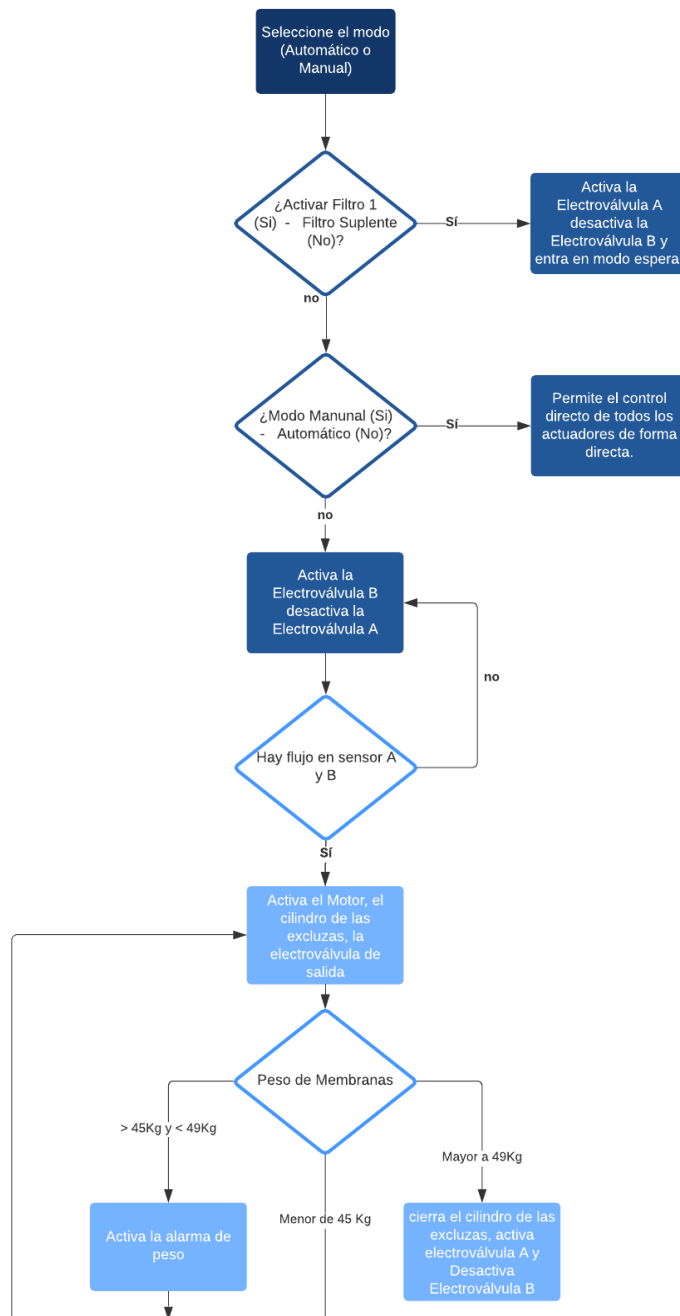 Seleccione el modo
(Automático o
Manual)
¿Activar Filtro 1
(Si) - Filtro Suplente
(No)?
Sí
Activa la
Electroválvula A
desactiva la
Electroválvula B y
entra en modo espera
no
¿Modo Manunal (Si)
- Automático (No)?
Sí
Permite el control
directo de todos los
actuadores de forma
directa.
no
Activa la
Electroválvula B
desactiva la
Electroválvula A
no
Hay flujo en sensor A
y B
Sí
Activa el Motor, el
cilindro de las
excluzas, la
electroválvula de
salida
Peso de Membranas
> 45Kg y < 49Kg
Mayor a 49Kg
Menor de 45 Kg
Activa la alarma de
peso
cierra el cilindro de las
excluzas, activa
electroválvula A y
Desactiva
Electroválvula B